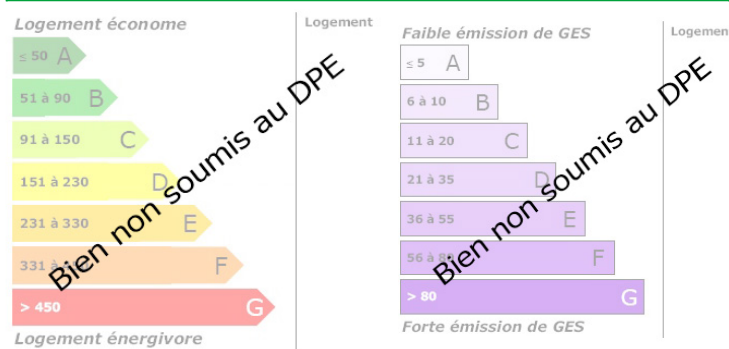 Logement économe
Logement
≤ 50 A
51 à 90 B
91 à 150 C
151 à 230 D
231 à 330 E
331 à F
> 450 G
Logement énergivore
Bien non soumis au DPE
Faible émission de GES
Logemen
≤ 5 A
6 à 10 B
11 à 20 C
21 à 35 D
36 à 55 E
56 à 80 F
> 80 G
Forte émission de GES
Bien non soumis au DPE